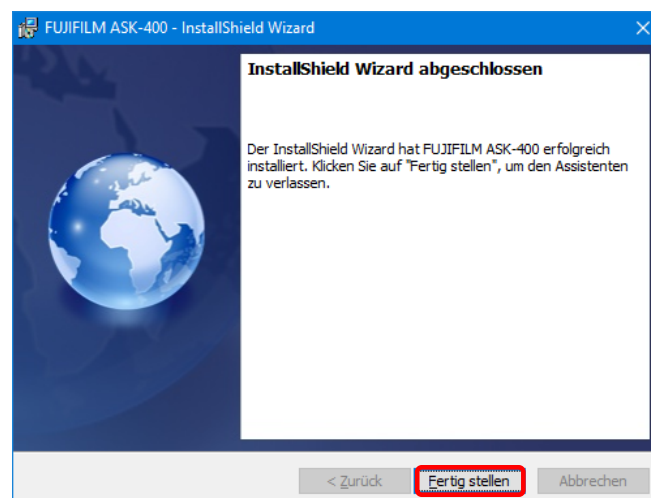 FUJIFILM ASK-400 - InstallShield Wizard
InstallShield Wizard abgeschlossen
Der InstallShield Wizard hat FUJIFILM ASK-400 erfolgreich
installiert. Klicken Sie auf "Fertig stellen", um den Assistenten
zu verlassen.
< Zurück Fertig stellen Abbrechen